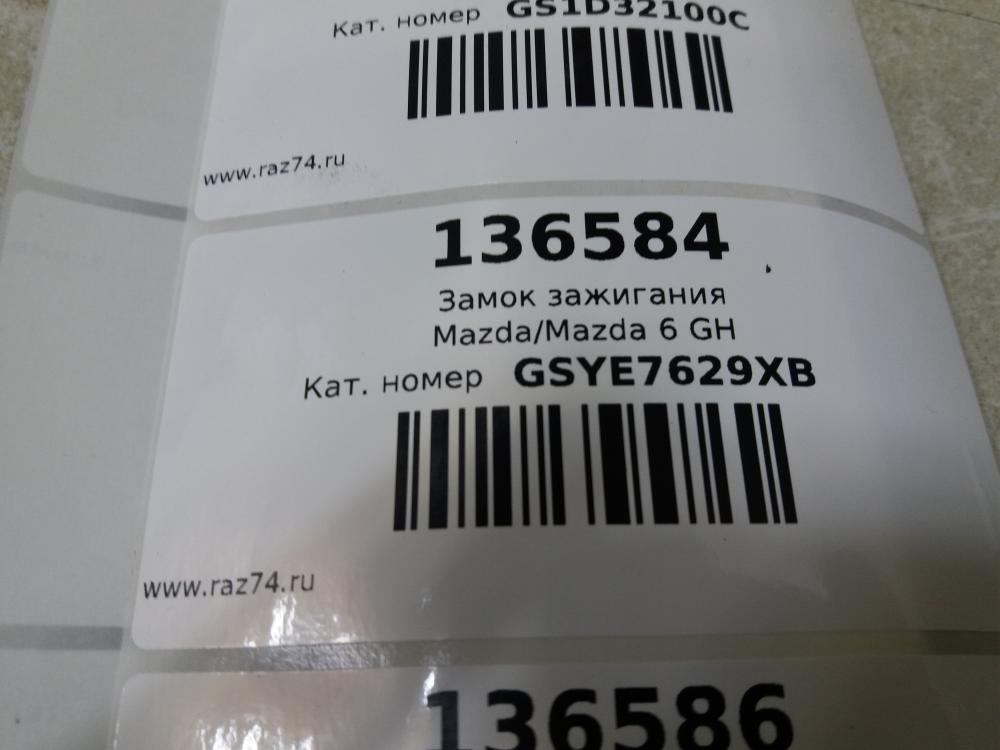 Кат. номер GS1D32100C
www.raz74.ru
136584
Замок зажигания
Mazda/Mazda 6 GH
Кат. номер GSYE7629XB
www.raz74.ru
136586